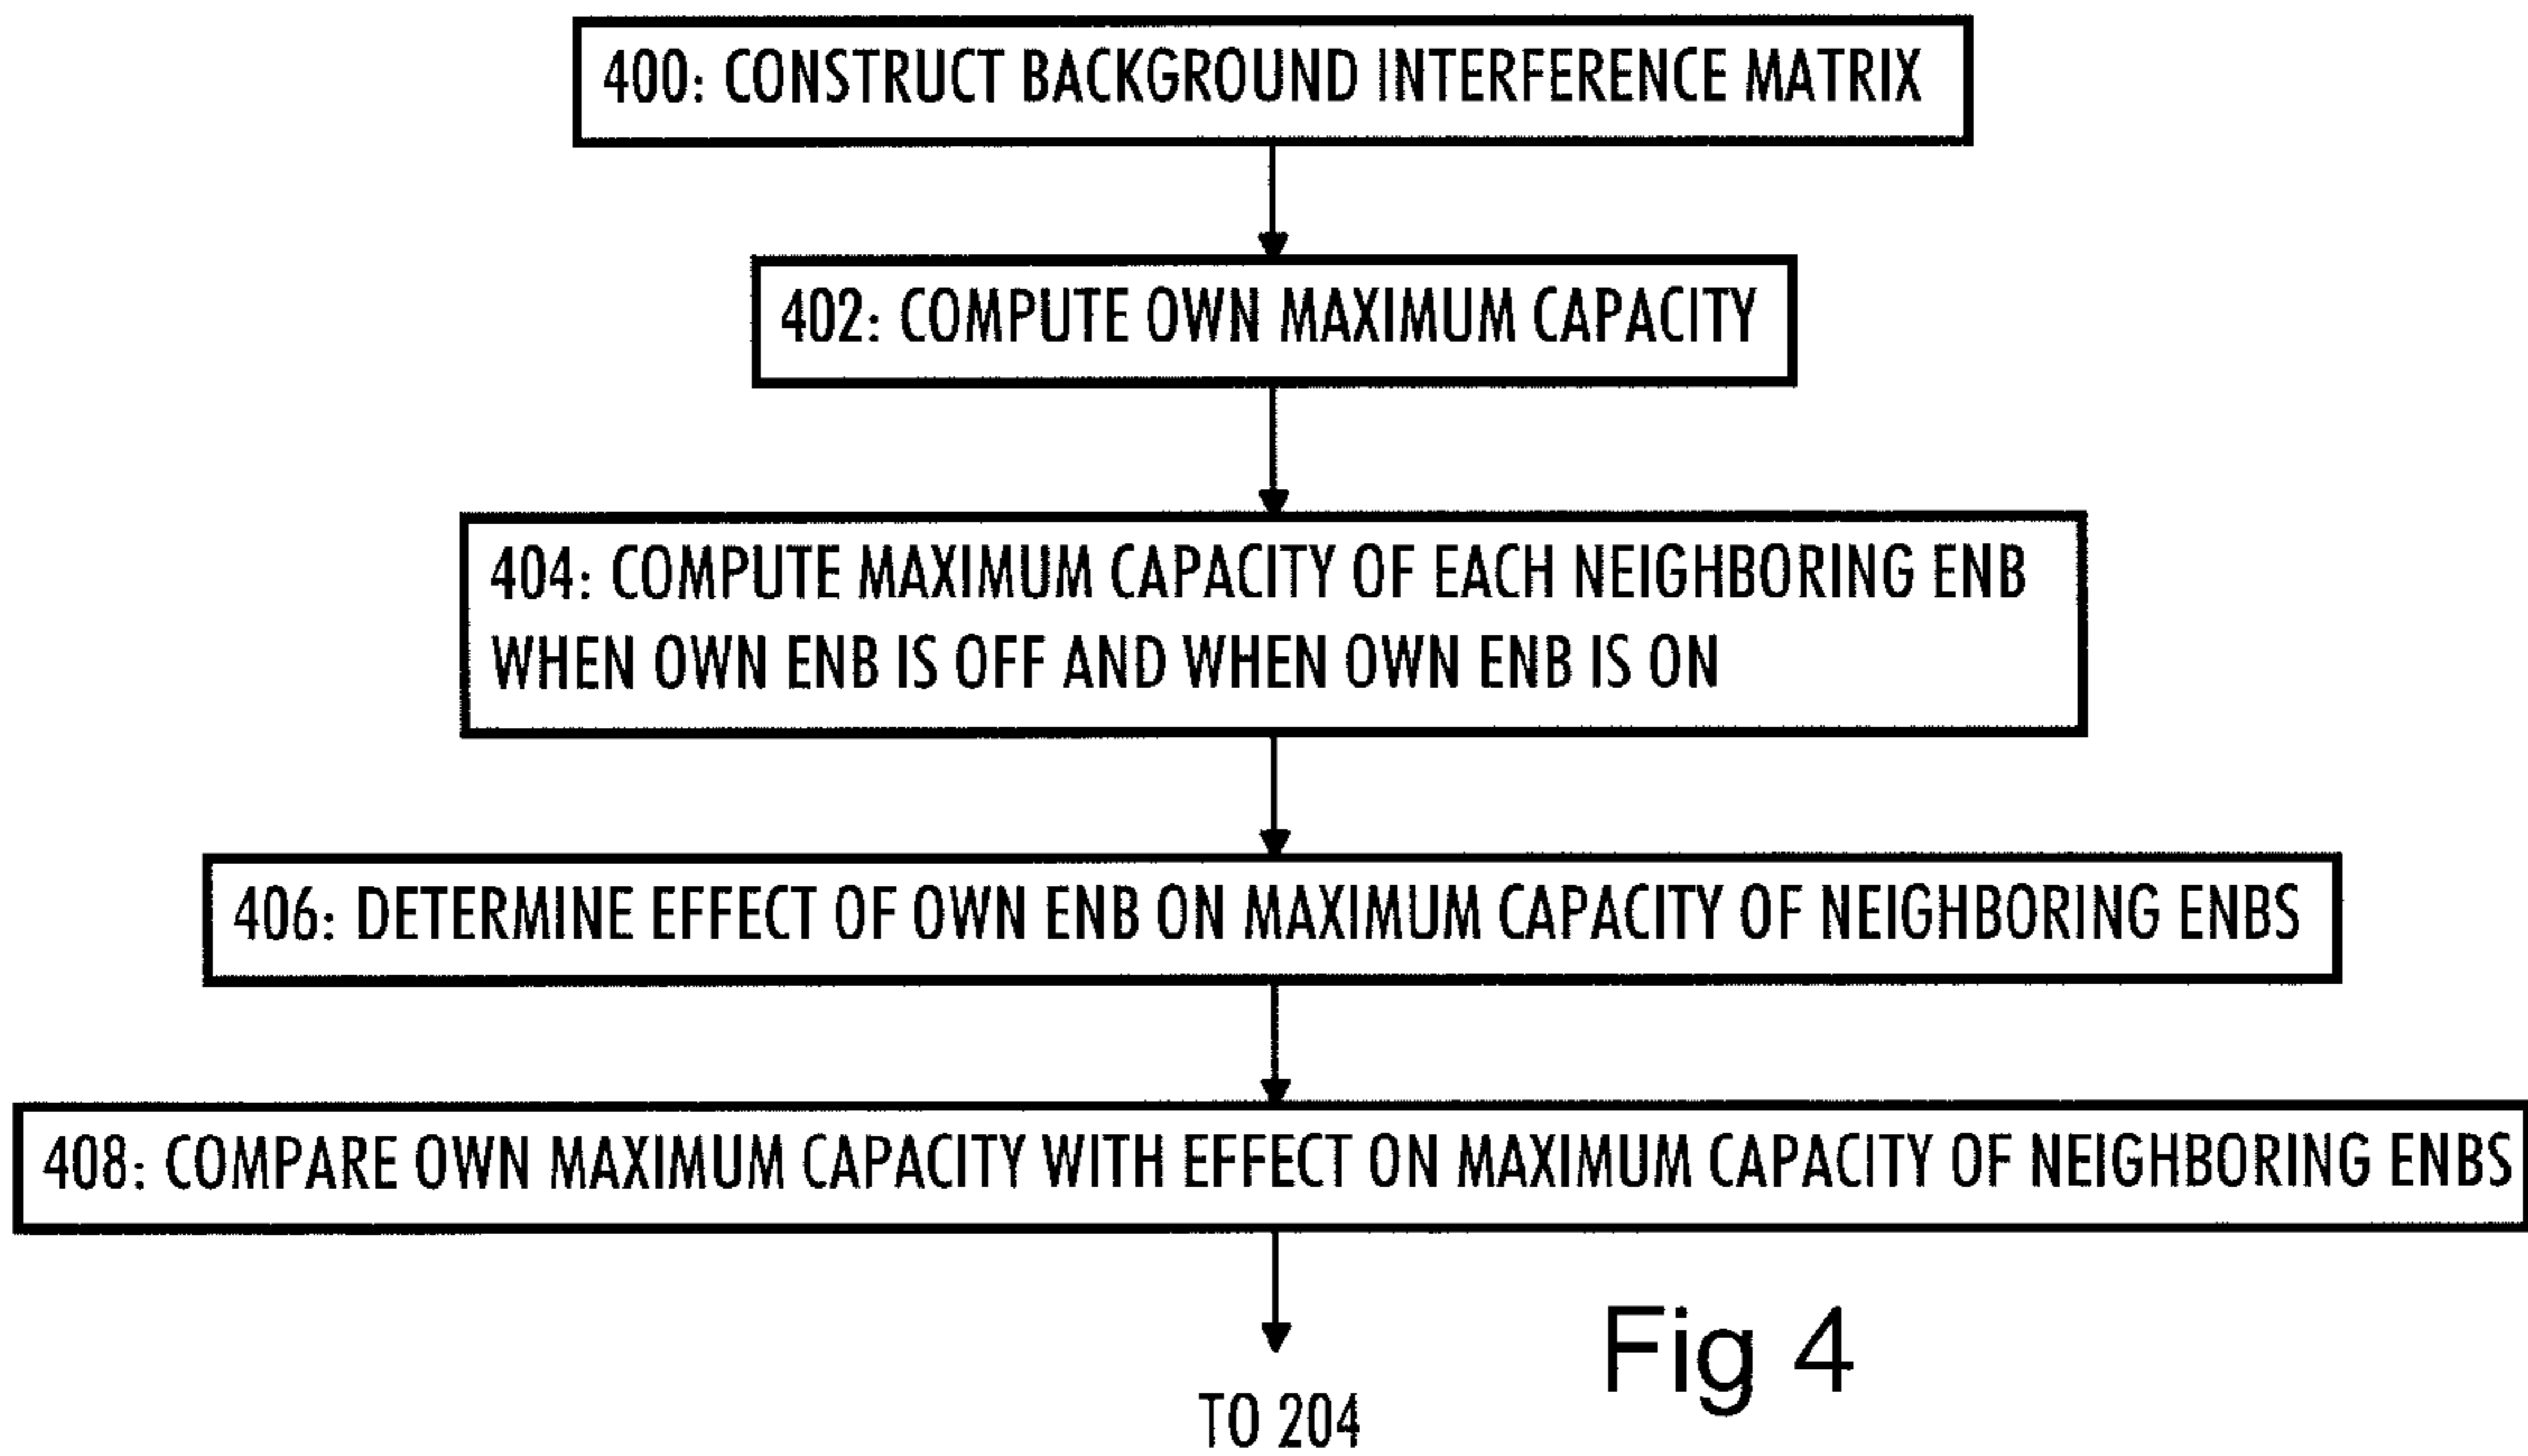 400: CONSTRUCT BACKGROUND INTERFERENCE MATRIX
402: COMPUTE OWN MAXIMUM CAPACITY
404: COMPUTE MAXIMUM CAPACITY OF EACH NEIGHBORING ENB
WHEN OWN ENB IS OFF AND WHEN OWN ENB IS ON
406: DETERMINE EFFECT OF OWN ENB ON MAXIMUM CAPACITY OF NEIGHBORING ENBS
408: COMPARE OWN MAXIMUM CAPACITY WITH EFFECT ON MAXIMUM CAPACITY OF NEIGHBORING ENBS
Fig 4
TO 204